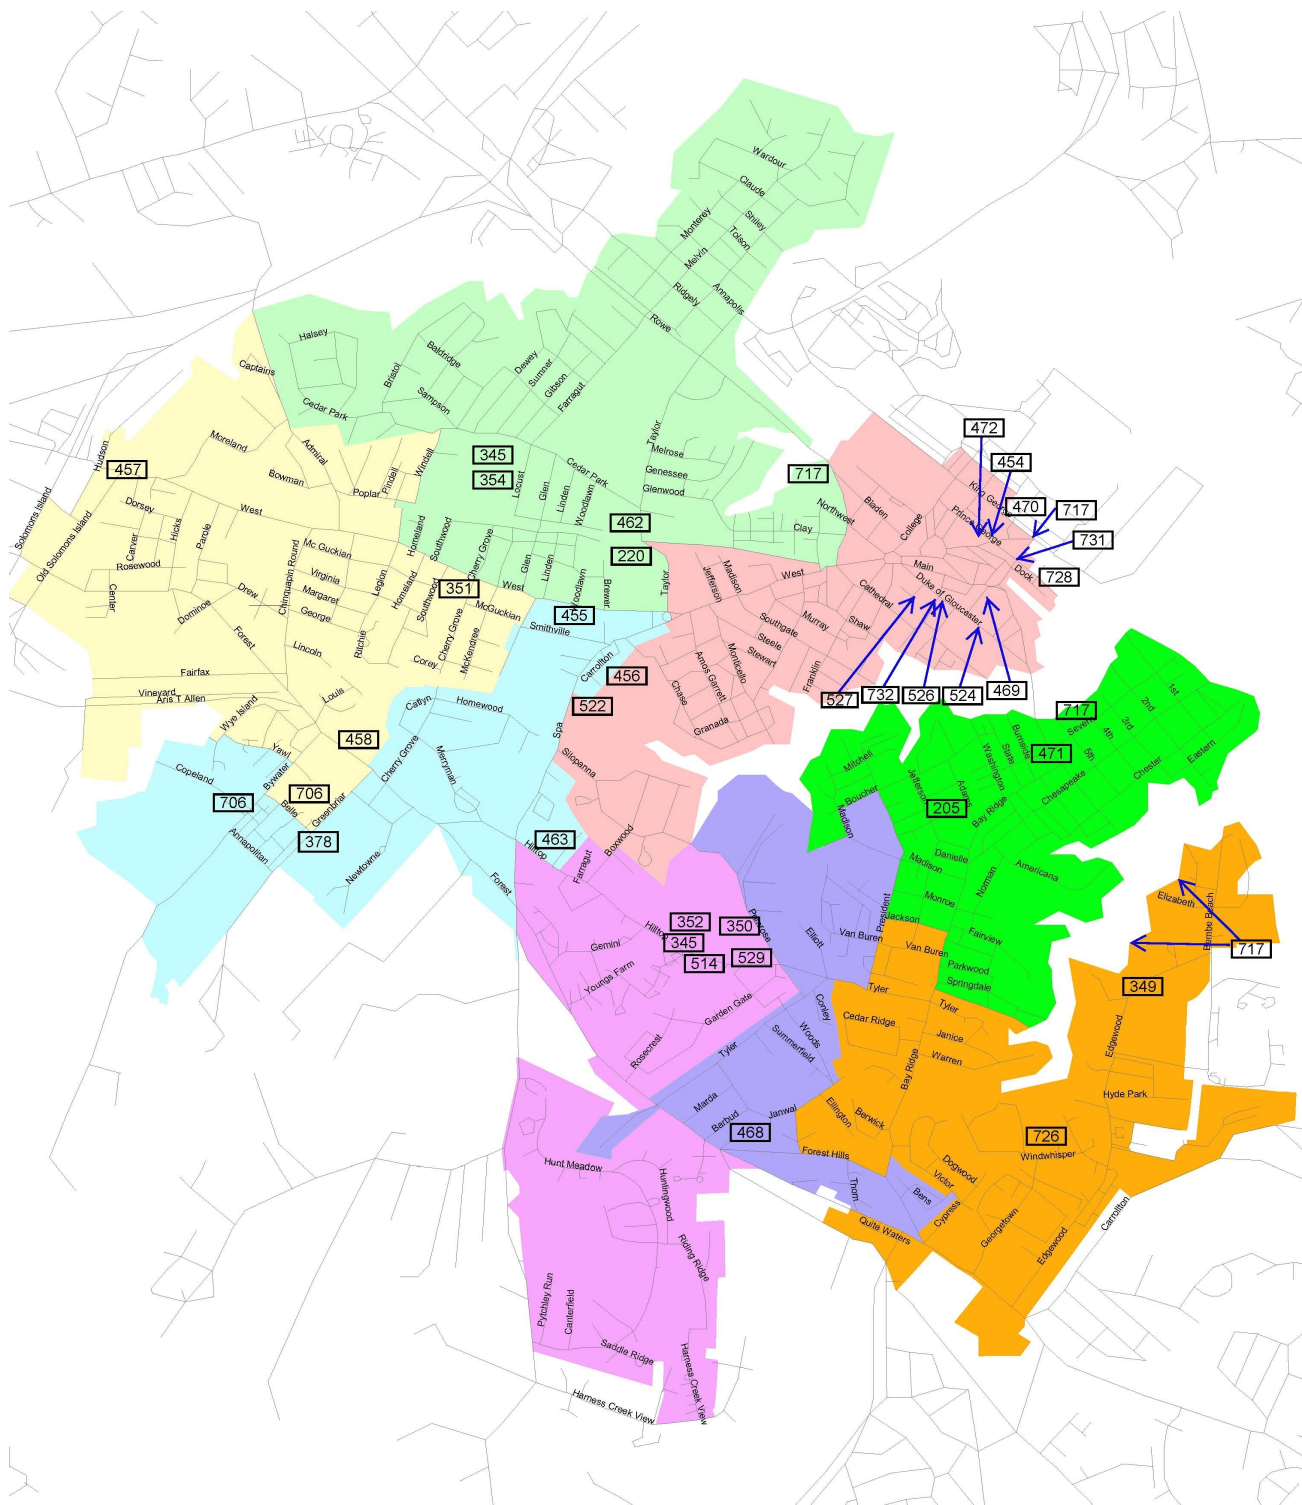 Wardour
Claude
Shiley
Monterey
Tolson
Melvin
Annapolis
Ridgely
Rowe
Halsey
Captains
Baldridge
Bristol
Dewey
Sumner
Gibson
Farragut
Sampson
Cedar Park
Taylor
Melrose
Genessee
Glenwood
Cedar Park
Locust
Glen
Linden
Woodlawn
345
354
462
220
717
Clay
Northwest
Hudson
457
Moreland
Admiral
Bowman
Poplar
Pindell
Windell
Solomons Island
Old Solomons Island
Dorsey
Carver
Hicks
Parole
West
Rosewood
Center
Dominoe
Drew
Forest
Chinquapin Round
Mc Guckian
Virginia
Margaret
George
Legion
Homeland
Homeland
Southwood
Southwood
Cherry Grove
Cherry Grove
351
McGuckian
McKendree
Corey
Ritchie
Lincoln
Louis
Fairfax
Vineyard
Aris T Allen
Wye Island
458
Yawl
Bywater
Belle
Greenbriar
706
706
378
Copeland
Annapolitan
Newtowne
Forest
Cherry Grove
Merryman
Catlyn
Homewood
West
Glen
Linden
Woodlawn
Brewer
Taylor
455
Smithville
Carrollton
456
522
Spa
Silopanna
Boxwood
463
Hilltop
Farragut
Bladen
College
King George
Prince George
472
454
470
717
731
728
Dock
Main
Duke of Gloucester
Cathedral
West
Madison
Jefferson
Southgate
Murray
Shaw
Steele
Stewart
Franklin
Monticello
Amos Garrett
Chase
Granada
527
732
526
524
469
717
471
205
Mitchell
Boucher
Madison
Jefferson
Adams
Washington
State
Burnside
Bay Ridge
Chesapeake
4th
5th
3rd
2nd
1st
Chester
Eastern
Danielle
Madison
Monroe
Jackson
Norman
Americana
Fairview
Parkwood
Springdale
Van Buren
Van Buren
President
Elliott
Primrose
352
350
345
514
529
Hilltop
Gemini
Youngs Farm
Garden Gate
Rosecrest
Tyler
Tyler
Tyler
Conley
Woods
Summerfield
Cedar Ridge
Janice
Warren
Bay Ridge
Elizabeth
Bembe Beach
717
349
Edgewood
Hyde Park
726
Windwhisper
Marda
Barbud
Janwal
468
Ellington
Berwick
Forest Hills
Thom
Bens
Dogwood
Victor
Cypress
Georgetown
Edgewood
Carrollton
Quite Waters
Hunt Meadow
Huntingwood
Riding Ridge
Pytchley Run
Canterfield
Saddle Ridge
Harness Creek View
Harness Creek View